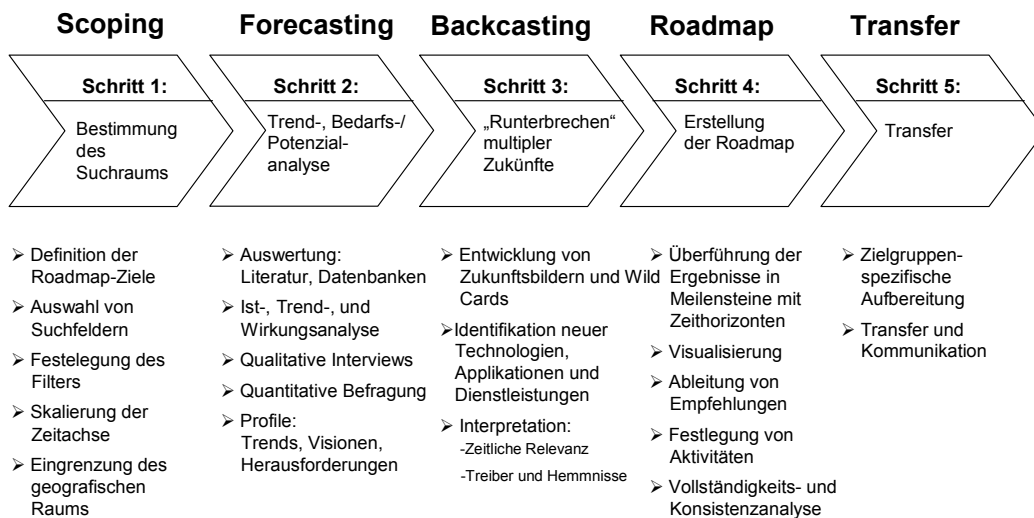 Scoping
Forecasting
Backcasting
Roadmap
Transfer
Schritt 1:
Bestimmung
des
Suchraums
Schritt 2:
Trend-, Bedarfs-/
Potenzial-
analyse
Schritt 3:
„Runterbrechen“
multipler
Zukünfte
Schritt 4:
Erstellung
der Roadmap
Schritt 5:
Transfer
➢ Definition der
Roadmap-Ziele
➢ Auswahl von
Suchfeldern
➢ Festelegung des
Filters
➢ Skalierung der
Zeitachse
➢ Eingrenzung des
geografischen
Raums
➢ Auswertung:
Literatur, Datenbanken
➢ Ist-, Trend-, und
Wirkungsanalyse
➢ Qualitative Interviews
➢ Quantitative Befragung
➢ Profile:
Trends, Visionen,
Herausforderungen
➢ Entwicklung von
Zukunftsbildern und Wild
Cards
➢Identifikation neuer
Technologien,
Applikationen und
Dienstleistungen
➢ Interpretation:
-Zeitliche Relevanz
-Treiber und Hemmnisse
➢ Überführung der
Ergebnisse in
Meilensteine mit
Zeithorizonten
➢ Visualisierung
➢ Ableitung von
Empfehlungen
➢ Festlegung von
Aktivitäten
➢ Vollständigkeits- und
Konsistenzanalyse
➢ Zielgruppen-
spezifische
Aufbereitung
➢ Transfer und
Kommunikation